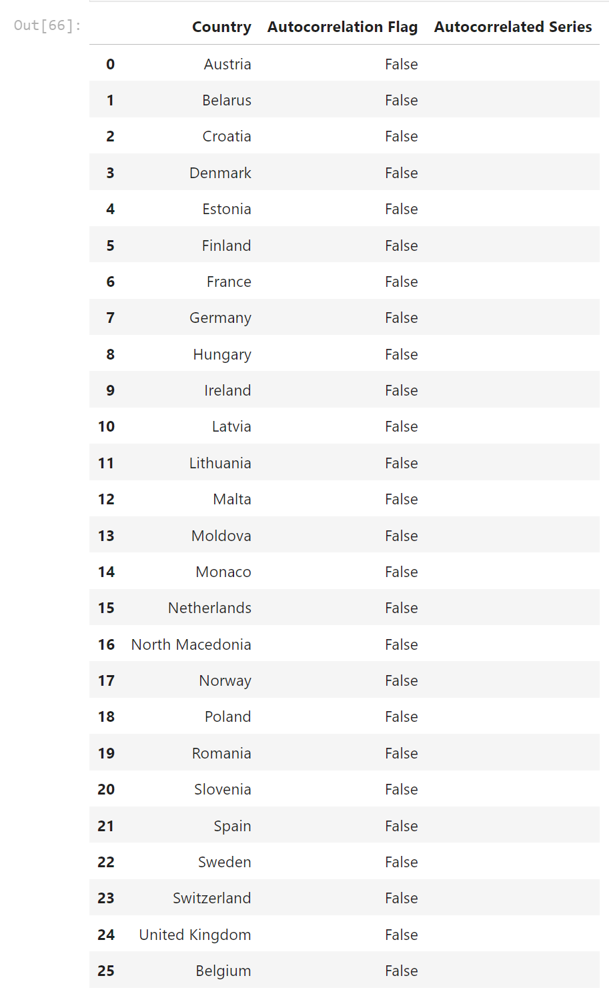 Out[66]:
Country Autocorrelation Flag Autocorrelated Series
0 Austria False
1 Belarus False
2 Croatia False
3 Denmark False
4 Estonia False
5 Finland False
6 France False
7 Germany False
8 Hungary False
9 Ireland False
10 Latvia False
11 Lithuania False
12 Malta False
13 Moldova False
14 Monaco False
15 Netherlands False
16 North Macedonia False
17 Norway False
18 Poland False
19 Romania False
20 Slovenia False
21 Spain False
22 Sweden False
23 Switzerland False
24 United Kingdom False
25 Belgium False